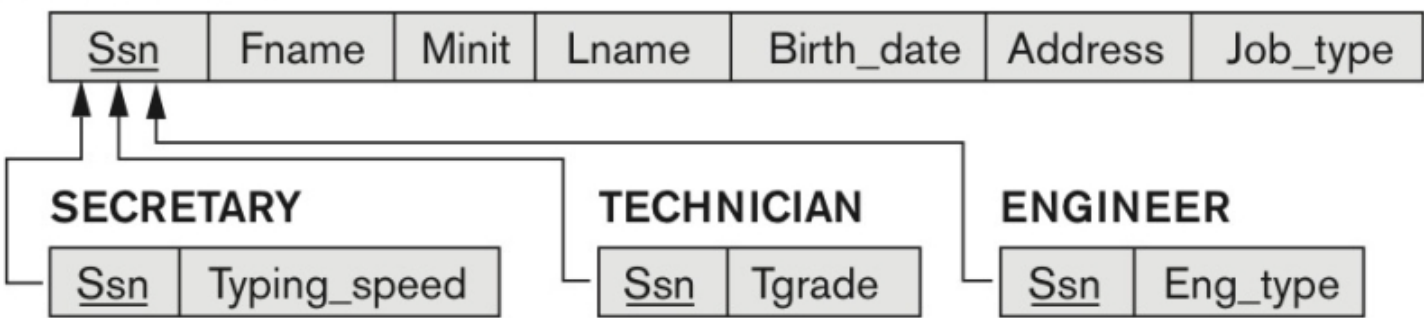 Ssn Fname Minit Lname Birth_date Address Job_type
SECRETARY TECHNICIAN ENGINEER
Ssn Typing_speed Ssn Tgrade Ssn Eng_type